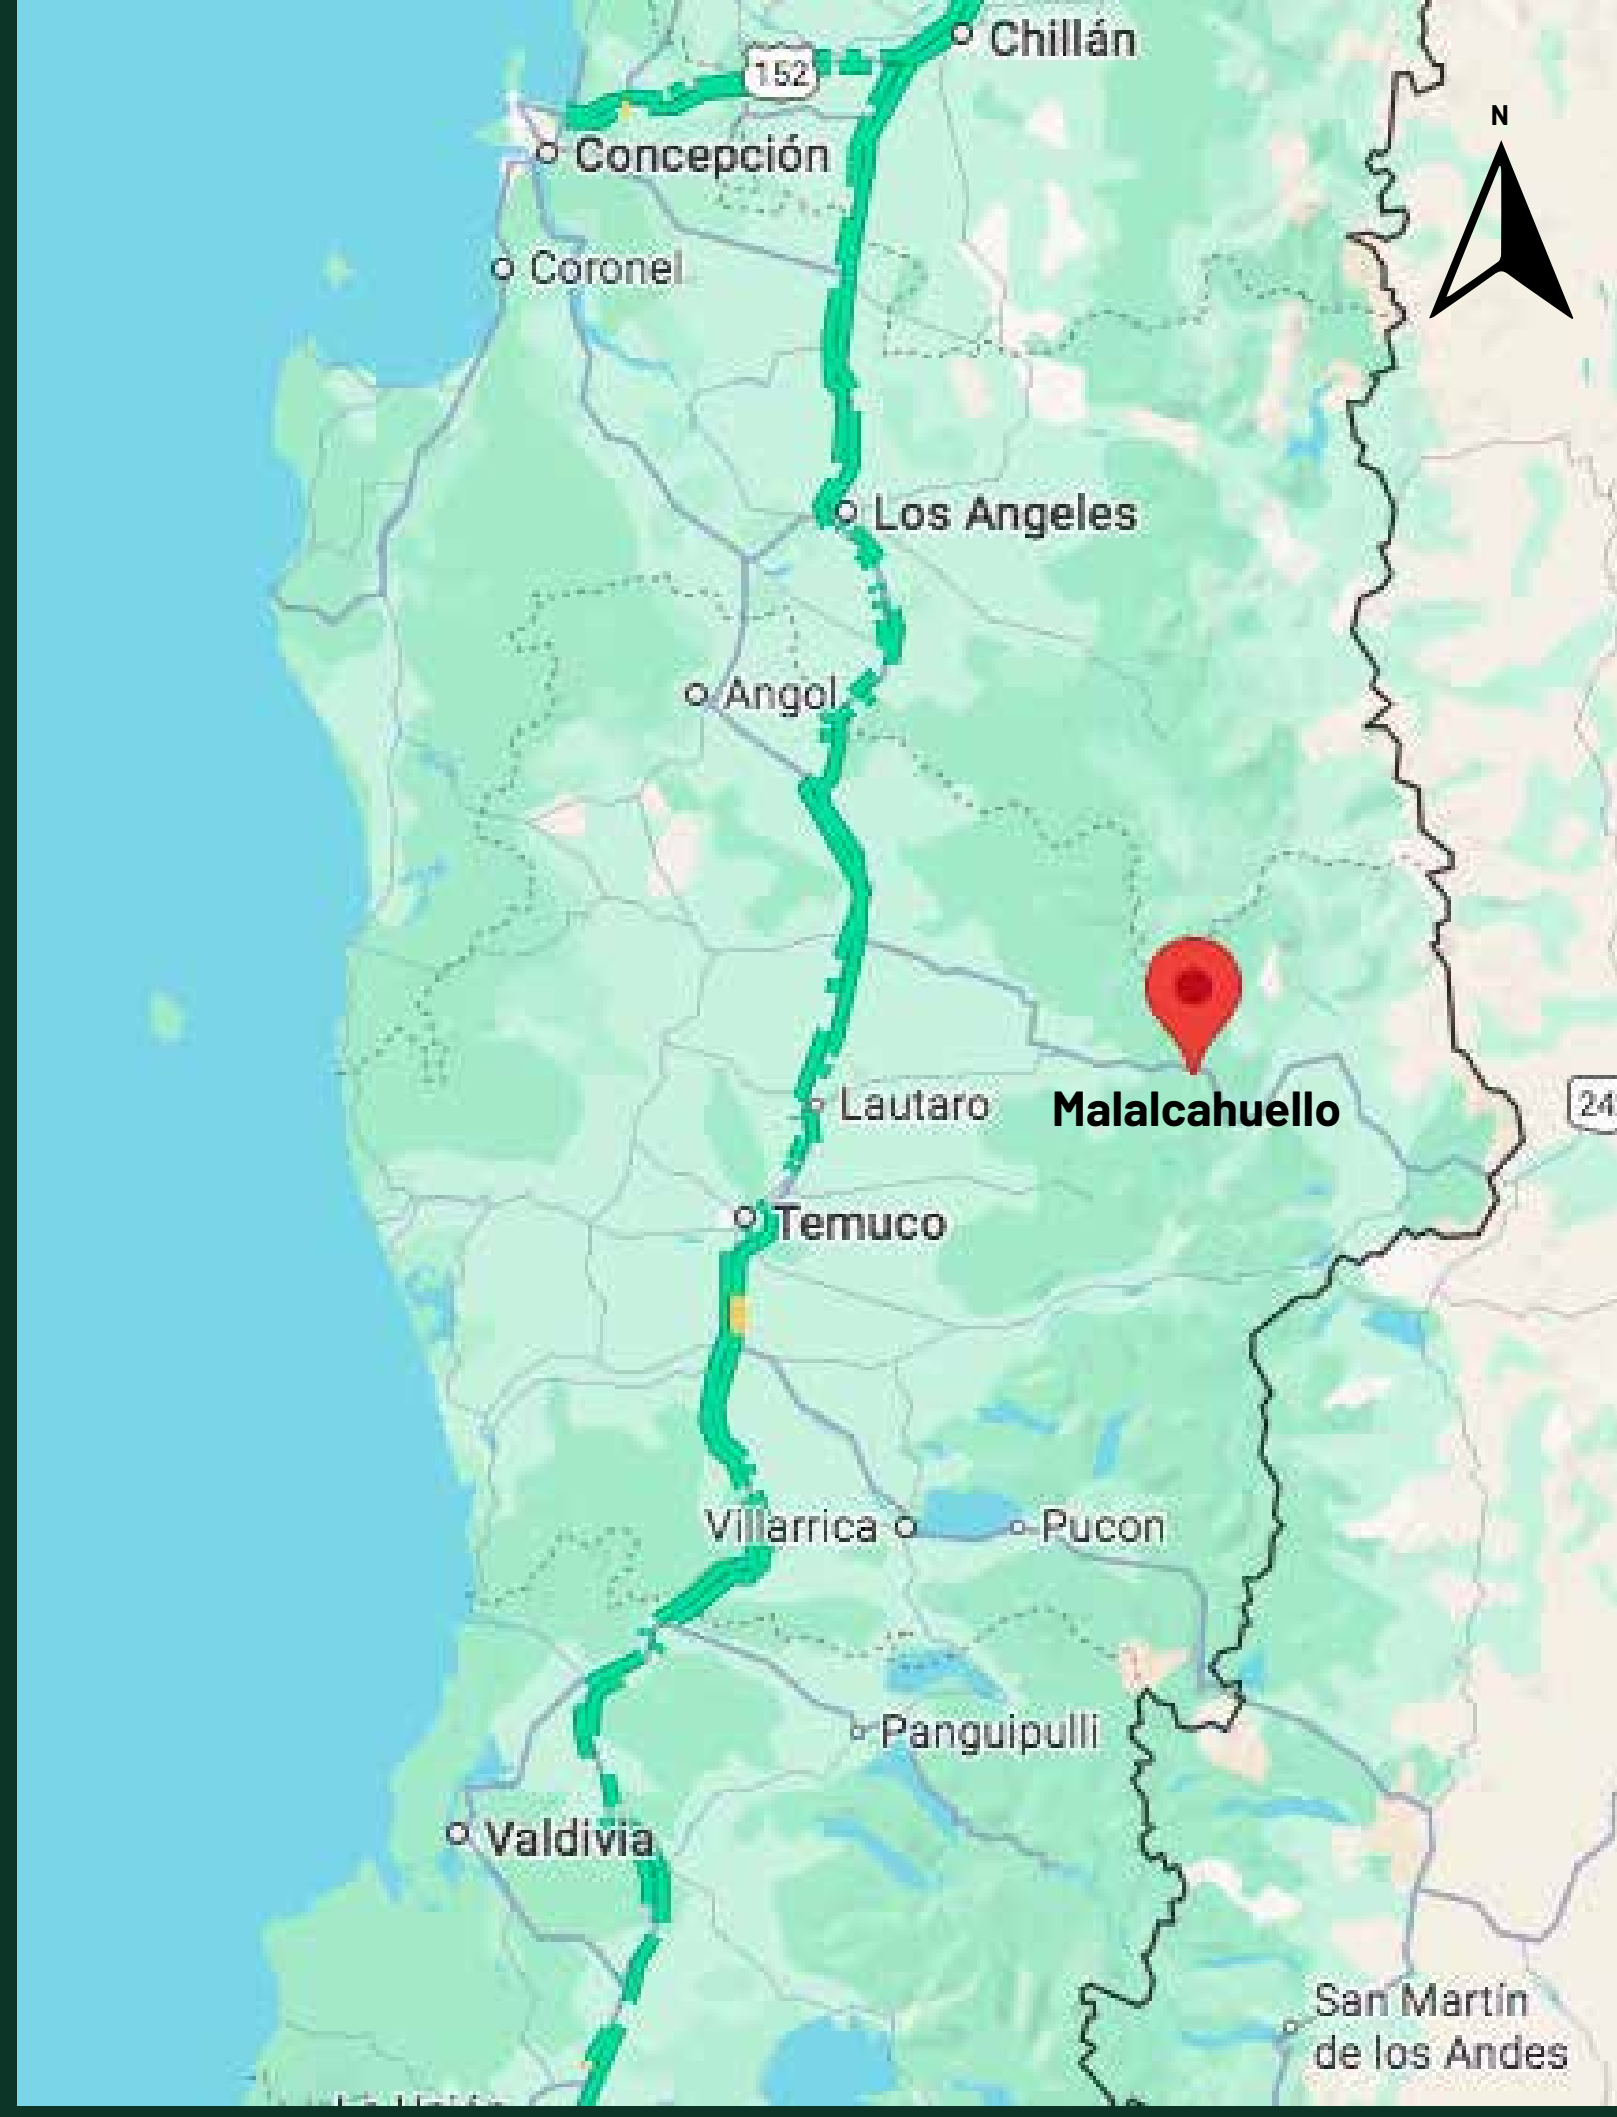 Chillán
152
N
Concepción
Coronel
Los Angeles
Angol
Malalcahuello
Lautaro
24
Temuco
Villarrica
Pucon
Panguipulli
Valdivia
San Martin
de los Andes